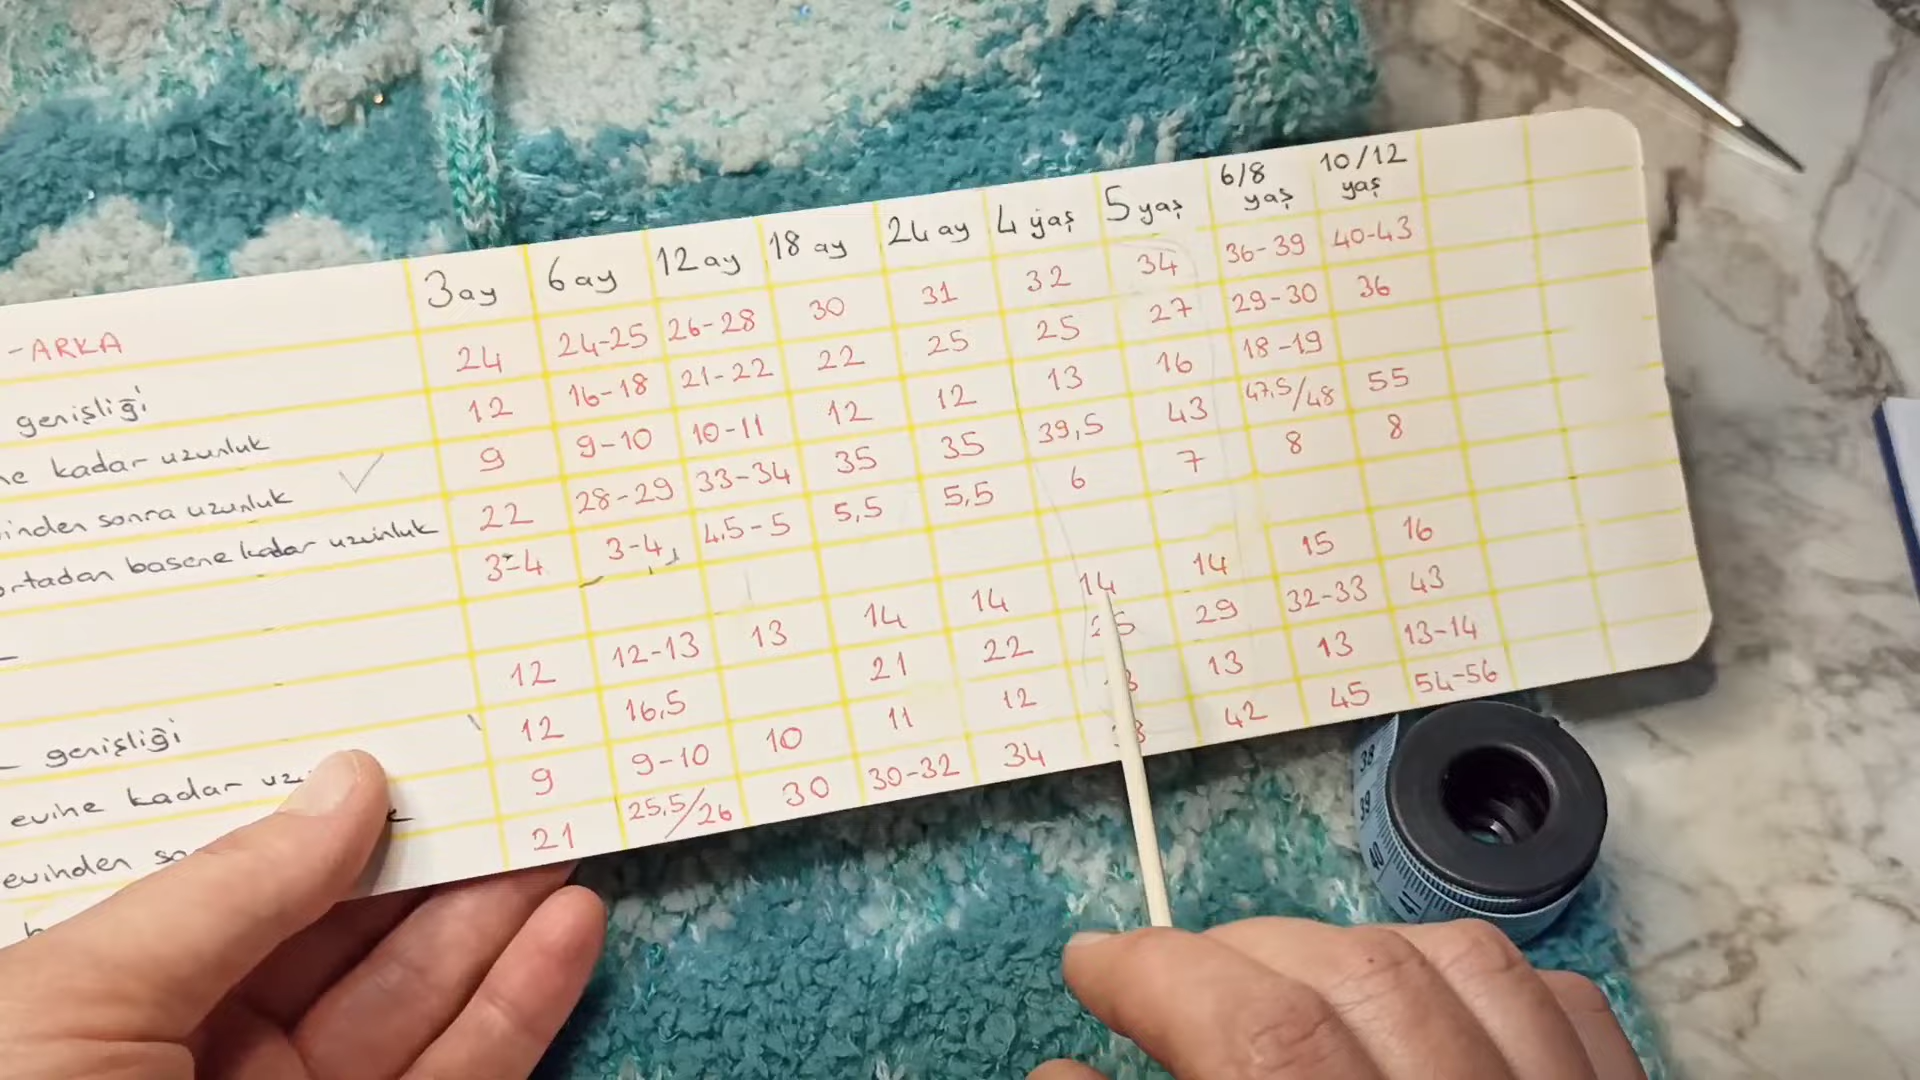 3 ay 6 ay 12 ay 18 ay 24 ay 4 yaş 5 yaş 6/8 yaş 10/12 yaş
-ARKA
genişliği 24 24-25 26-28 30 31 32 34 36-39 40-43
kadar uzunluk 12 16-18 21-22 22 25 25 27 29-30 36
sonra uzunluk 9 9-10 10-11 12 12 13 16 18-19
ortadan basene kadar uzunluk 22 28-29 33-34 35 35 39,5 43 47,5/48 55
3-4 3-4 4,5-5 5,5 5,5 6 7 8 8
genişliği 12 12-13 13 14 14 14 14 15 16
evine kadar 12 16,5 21 22 29 32-33 43
evinden 9 9-10 10 11 12 13 13 13-14
21 25,5/26 30 30-32 34 42 45 54-56
38
39
40